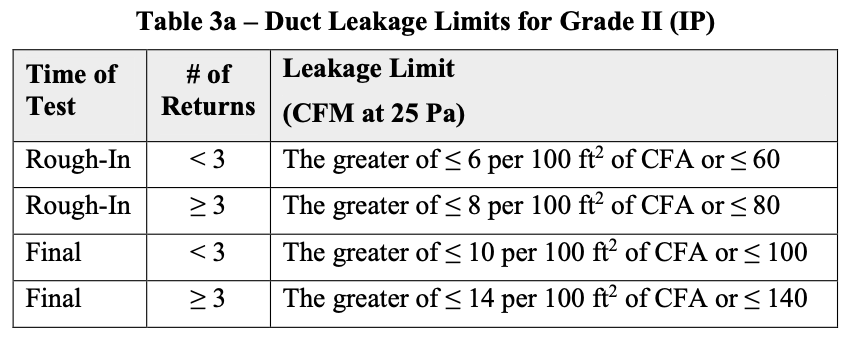 Table 3a – Duct Leakage Limits for Grade II (IP)
Time of Test # of Returns Leakage Limit (CFM at 25 Pa)
Rough-In < 3 The greater of ≤ 6 per 100 ft² of CFA or ≤ 60
Rough-In ≥ 3 The greater of ≤ 8 per 100 ft² of CFA or ≤ 80
Final < 3 The greater of ≤ 10 per 100 ft² of CFA or ≤ 100
Final ≥ 3 The greater of ≤ 14 per 100 ft² of CFA or ≤ 140